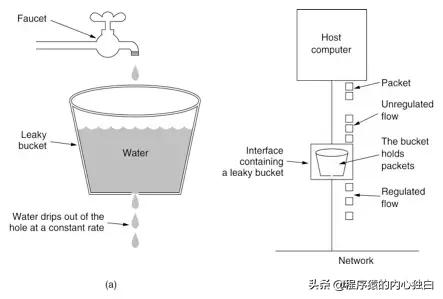 Faucet
Leaky
bucket
Water
Water drips out of the
hole at a constant rate
(a)
Host
computer
Packet
Unregulated
flow
Interface
containing
a leaky bucket
The bucket
holds
packets
Regulated
flow
Network
头条 @程序猿的内心独白